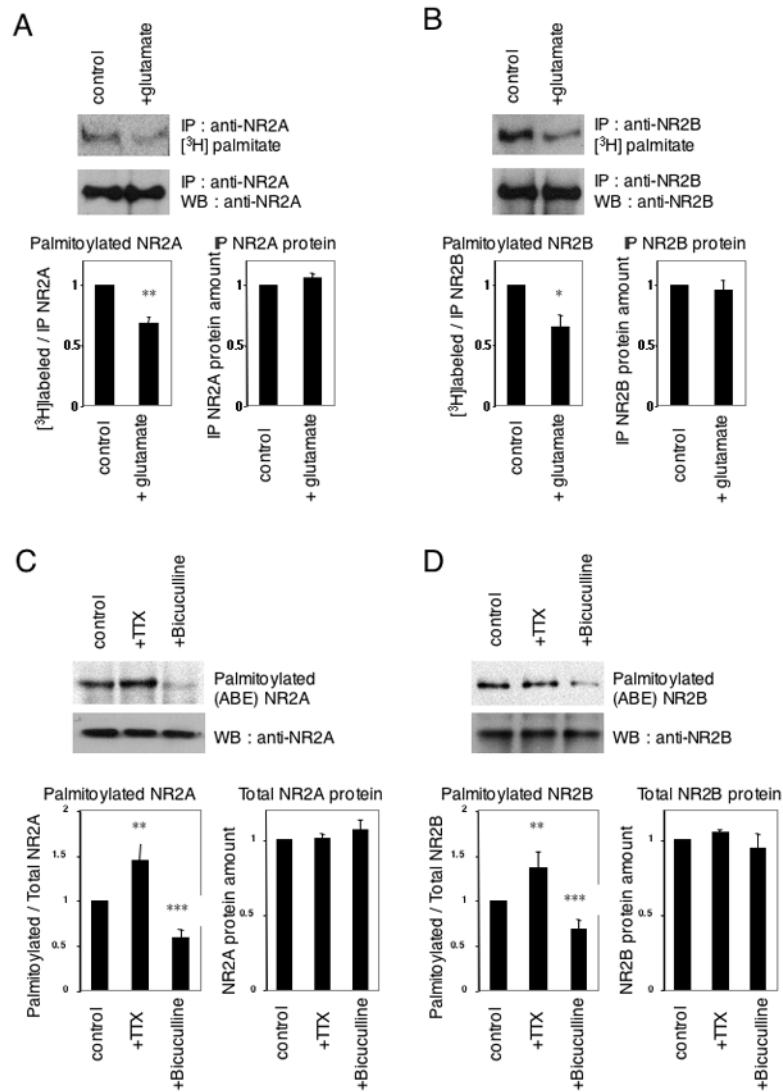 A
control
+glutamate
IP : anti-NR2A
[³H] palmitate
IP : anti-NR2A
WB : anti-NR2A
Palmitoylated NR2A
[³H]labeled / IP NR2A
1
0.5
0
**
control
+ glutamate
IP NR2A protein
IP NR2A protein amount
1
0.5
0
control
+ glutamate
B
control
+glutamate
IP : anti-NR2B
[³H] palmitate
IP : anti-NR2B
WB : anti-NR2B
Palmitoylated NR2B
[³H]labeled / IP NR2B
1
0.5
0
*
control
+ glutamate
IP NR2B protein
IP NR2B protein amount
1
0.5
0
control
+ glutamate
C
control
+TTX
+Bicuculline
Palmitoylated
(ABE) NR2A
WB : anti-NR2A
Palmitoylated NR2A
Palmitoylated / Total NR2A
2
1.5
1
0.5
0
**
***
control
+TTX
+Bicuculline
Total NR2A protein
NR2A protein amount
1
0.5
0
control
+TTX
+Bicuculline
D
control
+TTX
+Bicuculline
Palmitoylated
(ABE) NR2B
WB : anti-NR2B
Palmitoylated NR2B
Palmitoylated / Total NR2B
2
1.5
1
0.5
0
**
***
control
+TTX
+Bicuculline
Total NR2B protein
NR2B protein amount
1
0.5
0
control
+TTX
+Bicuculline